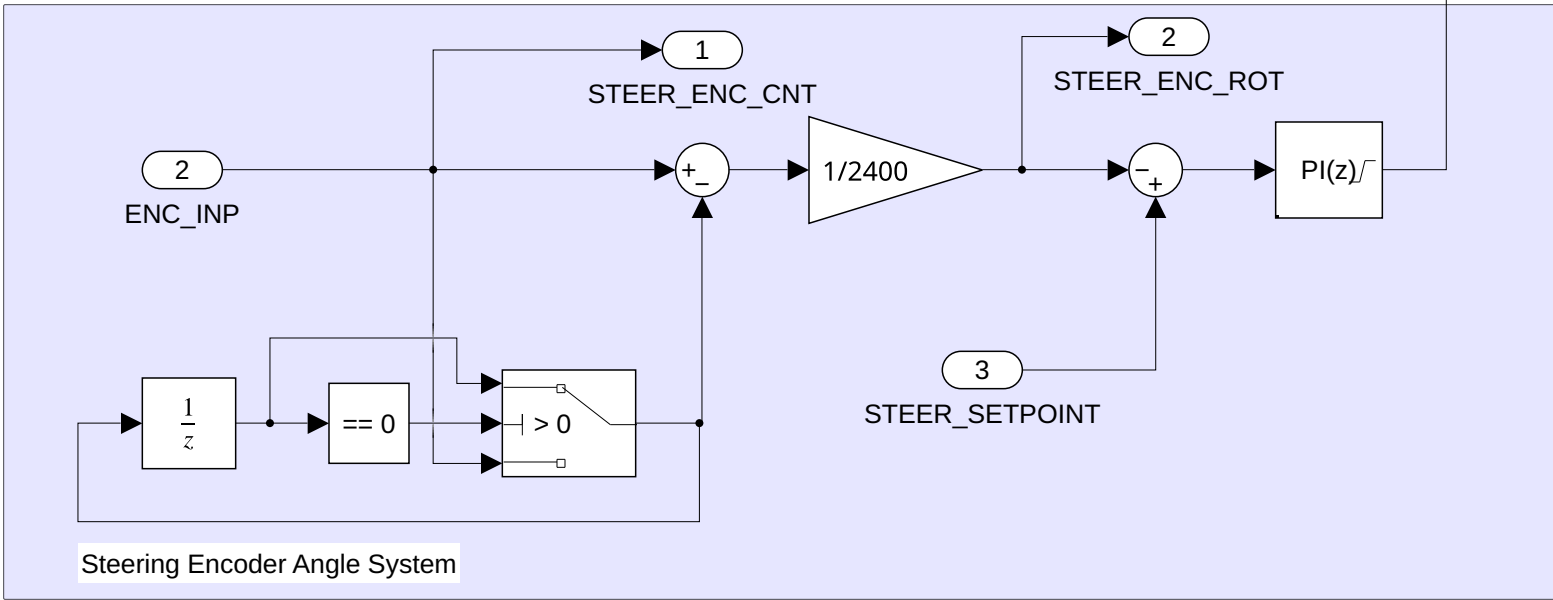 2
STEER_ENC_ROT
1
STEER_ENC_CNT
2
ENC_INP
+
−
1/2400
−
+
PI(z)
3
STEER_SETPOINT
1
z
== 0
> 0
Steering Encoder Angle System